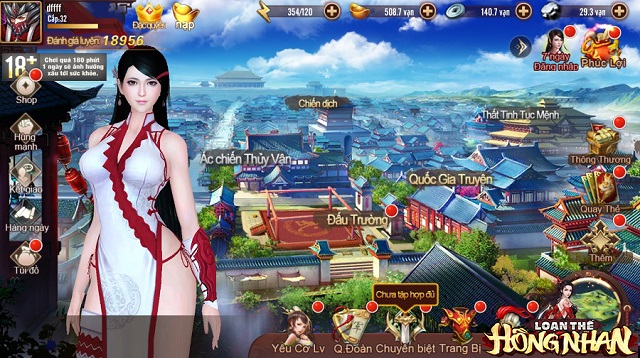 dffff
Cấp.32
Đánh giá luyện: 18956
Đặc quyền
nạp
354/120
508.7 vạn
140.7 vạn
29.3 vạn
18+
Chơi quá 180 phút
1 ngày sẽ ảnh hưởng
xấu tới sức khỏe.
7 ngày
Đăng nhập
Phúc Lợi
Shop
Hùng mạnh
Kết giao
Hàng ngày
Túi đồ
Chiến dịch
Thất Tinh Tục Mệnh
Ác chiến Thủy Vân
Quốc Gia Truyện
Đấu Trường
Thông Thương
Quay Thẻ
Thêm
Chưa tập hợp đủ
Yểu Cơ Lv
Q.Đoàn
Chuyên biệt
Trang Bị
LOẠN THẾ
HỒNG NHAN